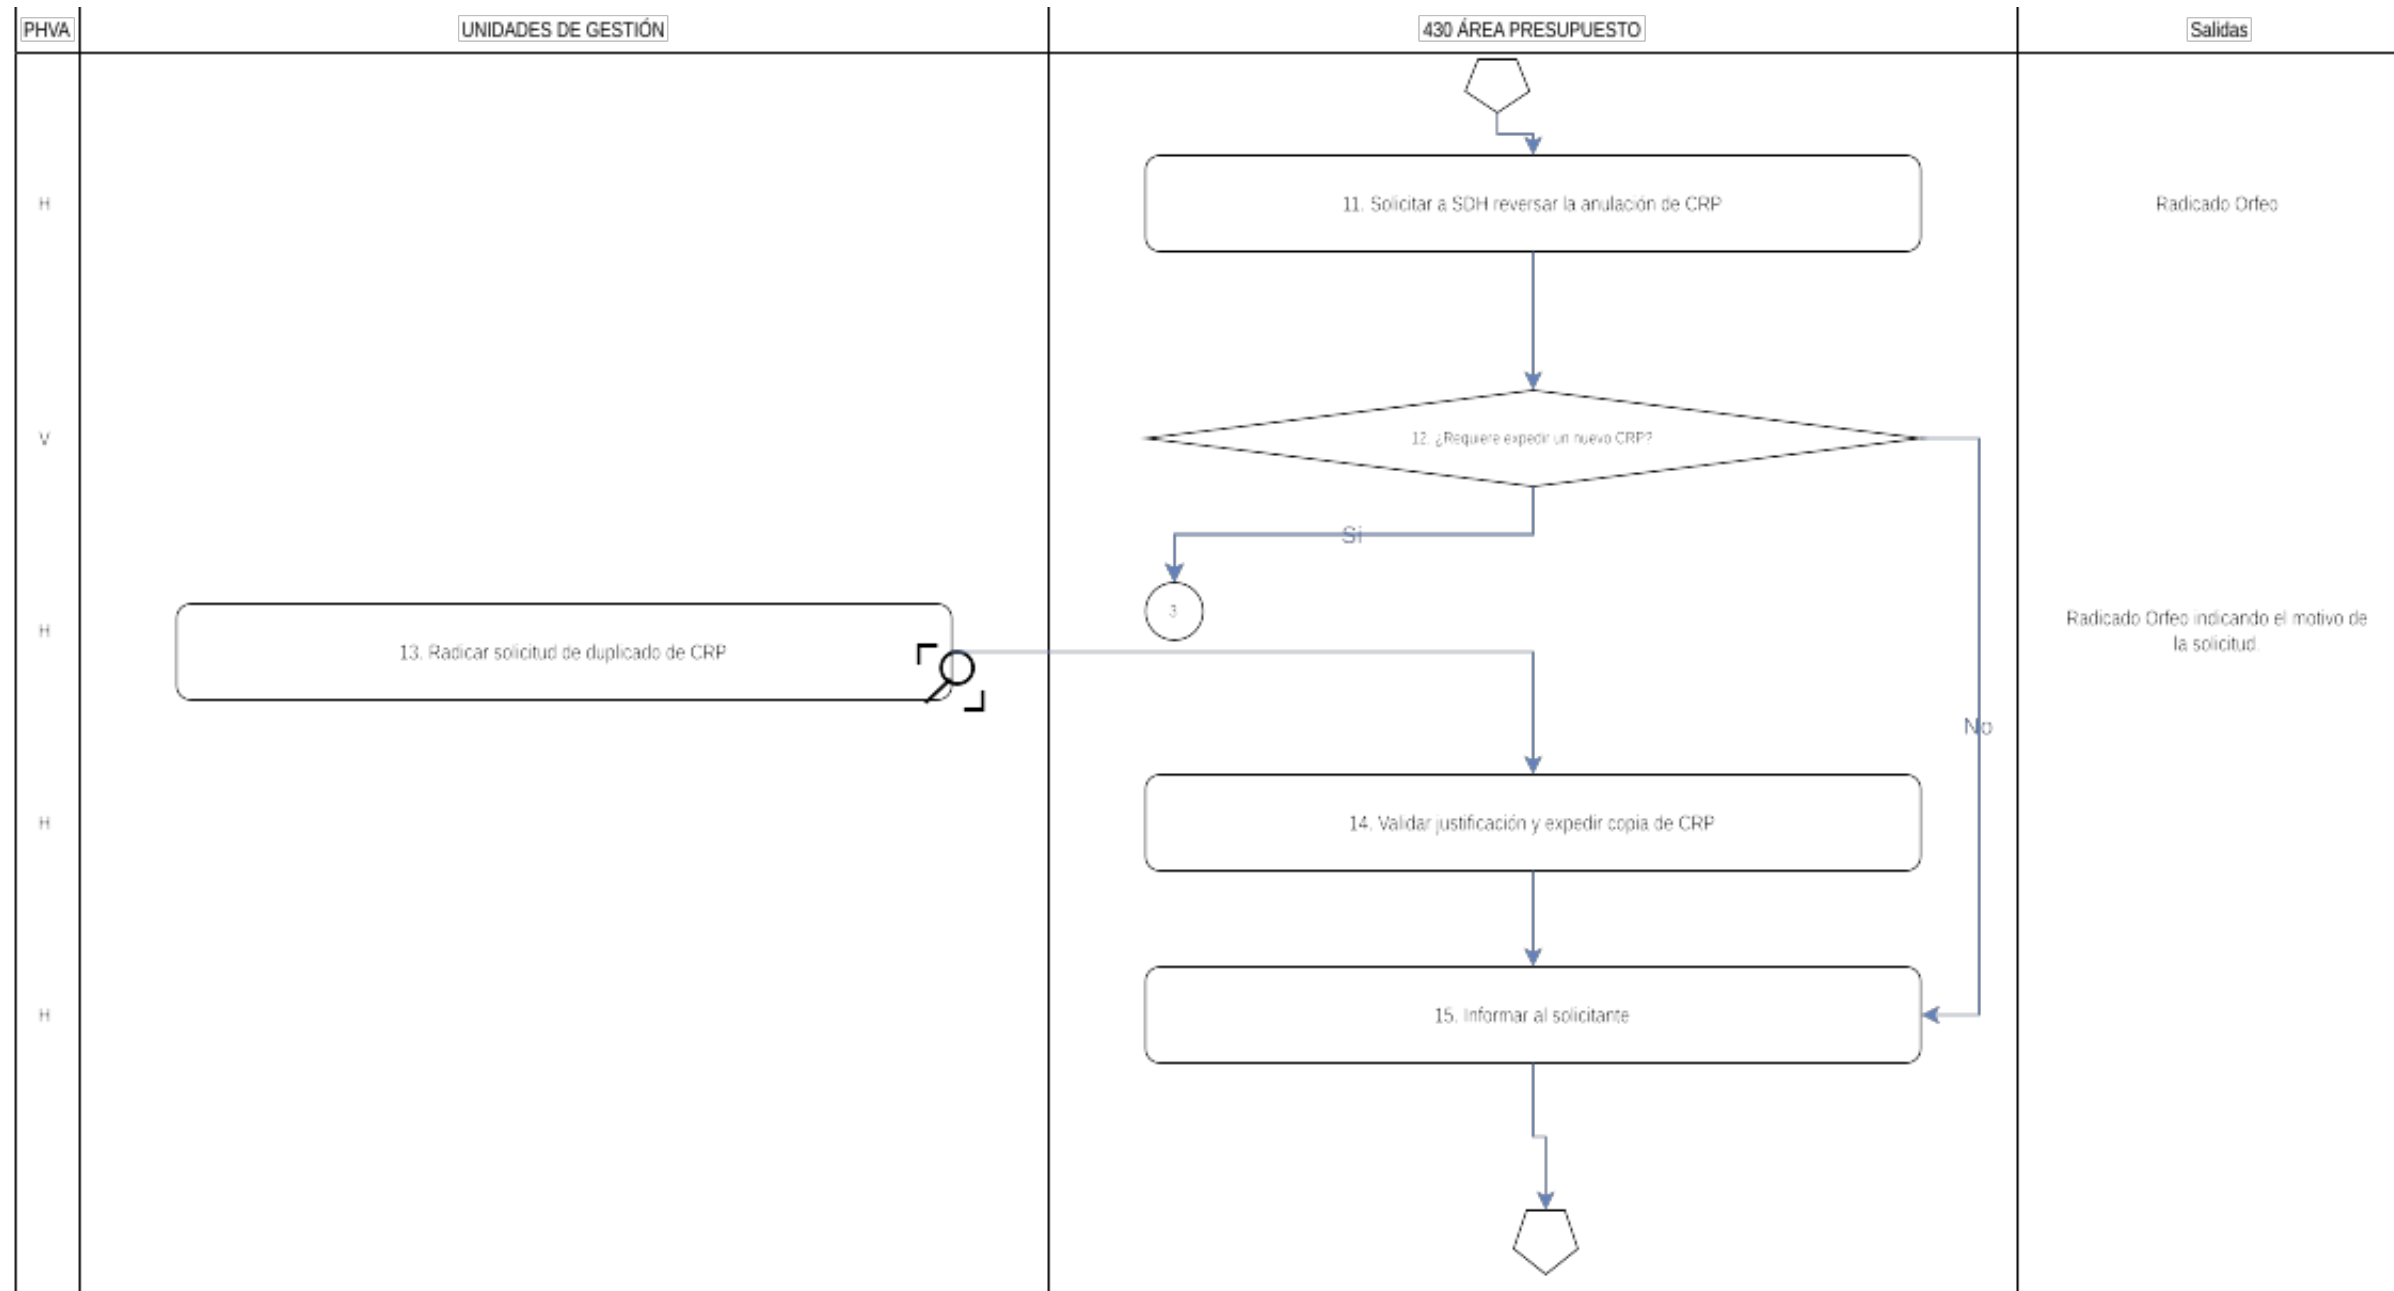 PHVA
UNIDADES DE GESTIÓN
430 ÁREA PRESUPUESTO
Salidas
H
11. Solicitar a SDH reversar la anulación de CRP
Radicado Orfeo
V
12. ¿Requiere expedir un nuevo CRP?
Si
3
H
13. Radicar solicitud de duplicado de CRP
Radicado Orfeo indicando el motivo de
la solicitud.
No
H
14. Validar justificación y expedir copia de CRP
H
15. Informar al solicitante